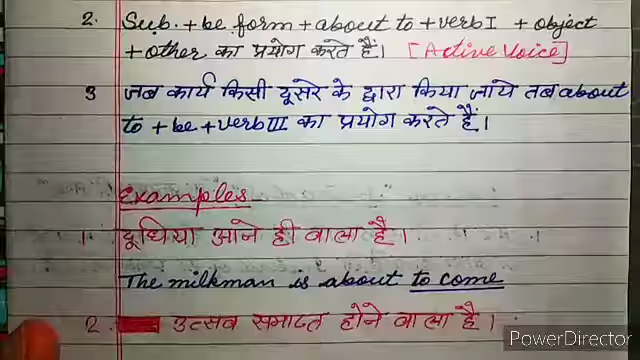 2. Sub. + be form + about to + verb I + object
+ other का प्रयोग करते हैं। [Active Voice]
3 जब कार्य किसी दूसरे के द्वारा किया जाये तब about
to + be + verb III का प्रयोग करते हैं।
Examples
1. दूधिया आने ही वाला है।
The milkman is about to come
2. उत्सव समाप्त होने वाला है।
PowerDirector